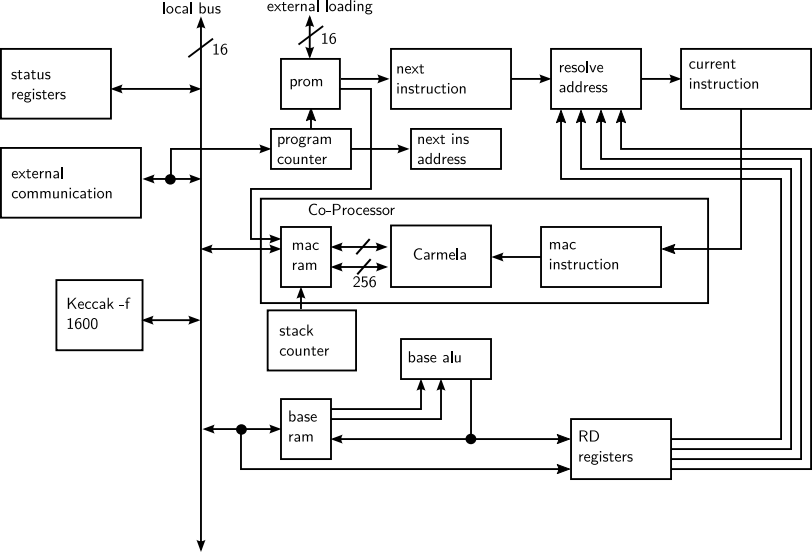 local bus
external loading
16
16
status
registers
prom
next
instruction
resolve
address
current
instruction
program
counter
next ins
address
external
communication
Co-Processor
mac
ram
Carmela
mac
instruction
256
Keccak -f
1600
stack
counter
base alu
base
ram
RD
registers